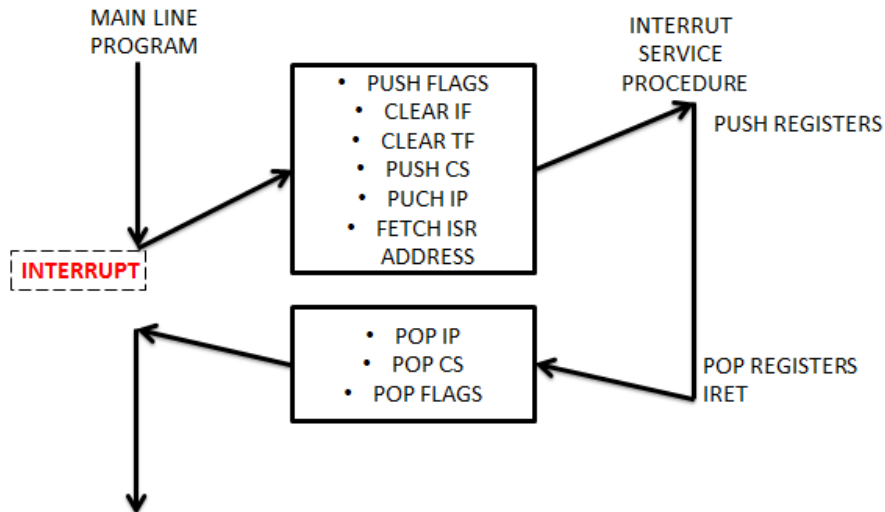 MAIN LINE
PROGRAM
INTERRUPT
• PUSH FLAGS
• CLEAR IF
• CLEAR TF
• PUSH CS
• PUCH IP
• FETCH ISR
ADDRESS
INTERRUT
SERVICE
PROCEDURE
PUSH REGISTERS
• POP IP
• POP CS
• POP FLAGS
POP REGISTERS
IRET